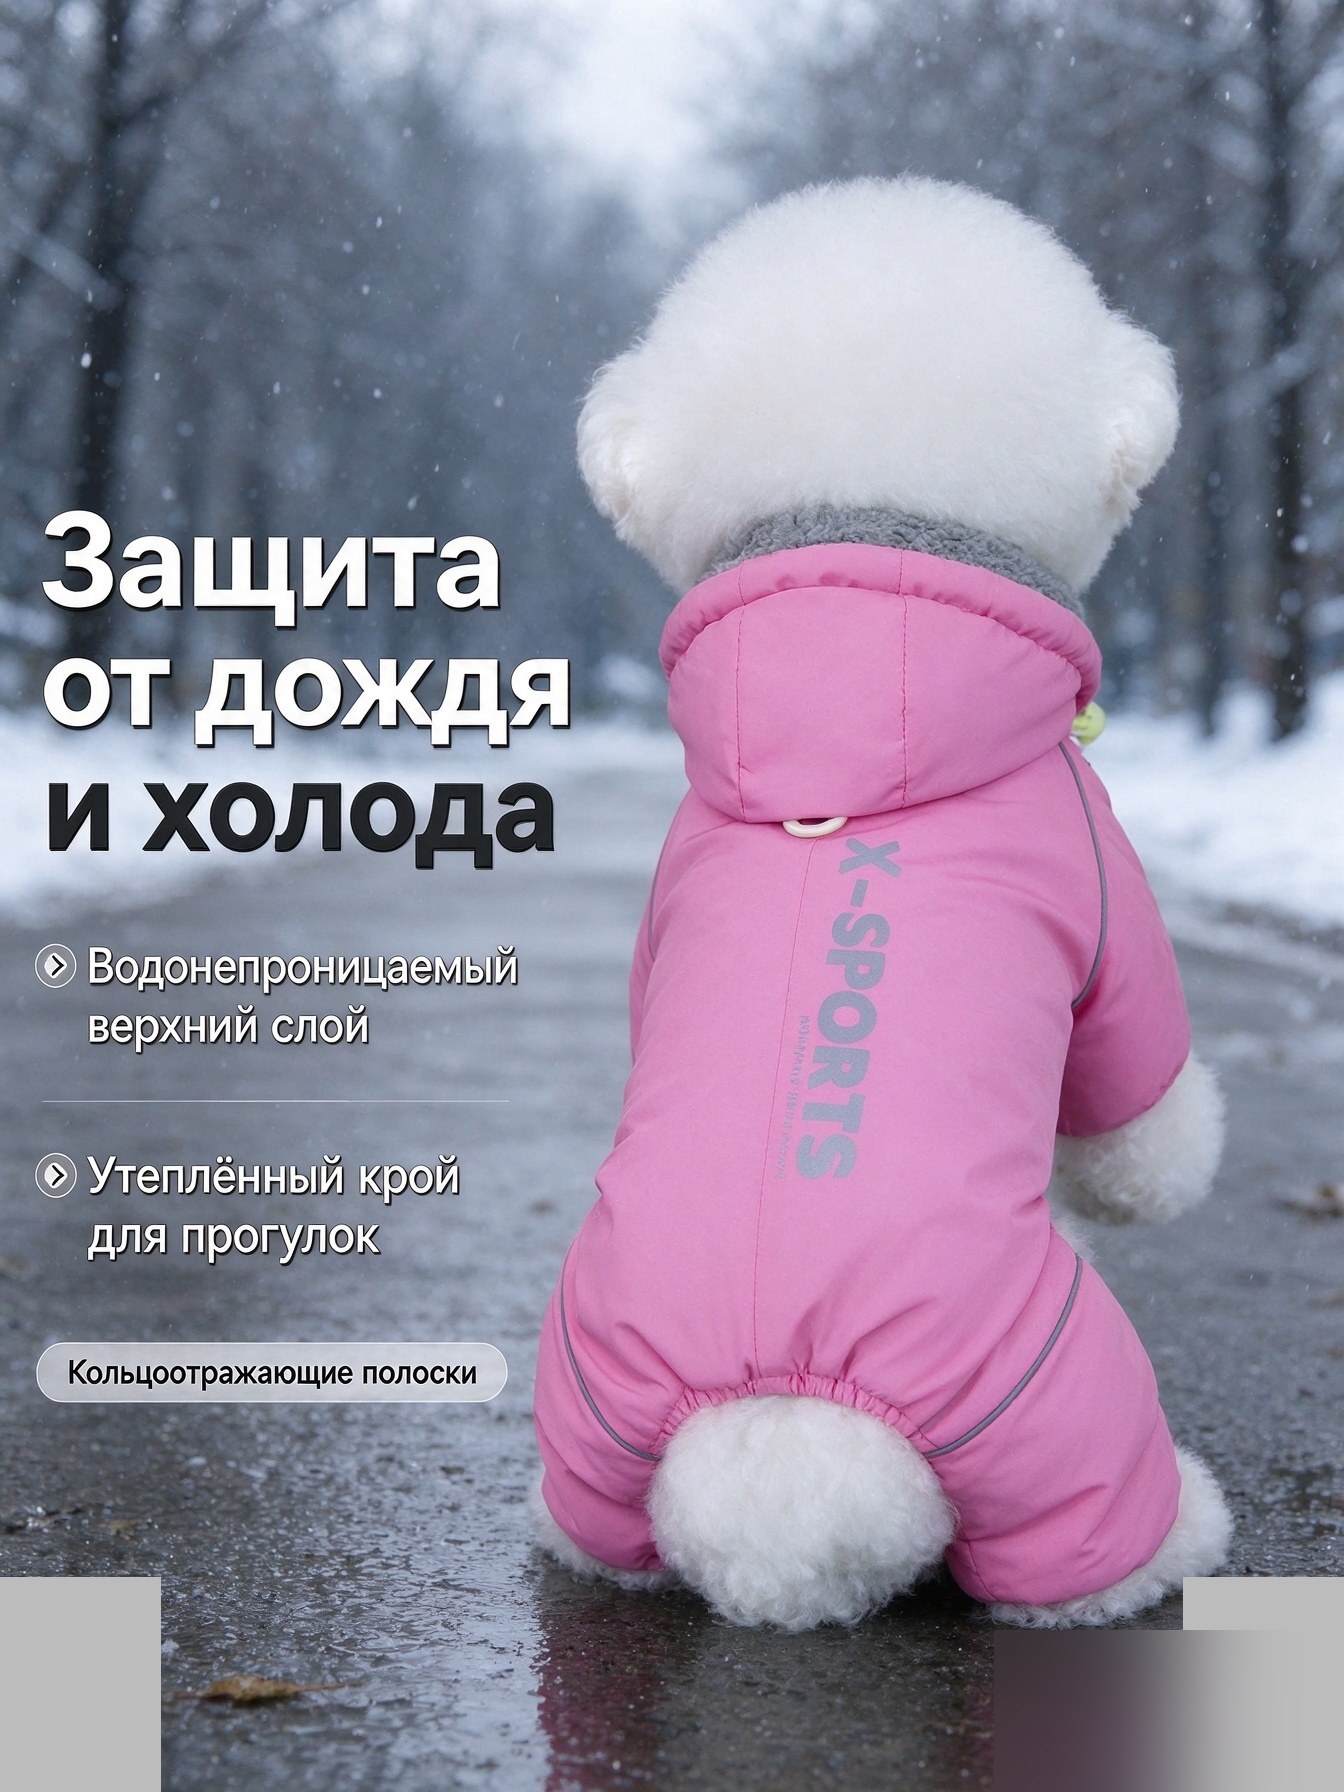 Защита
от дождя
и холода
Водонепроницаемый
верхний слой
Утеплённый крой
для прогулок
Кольцоотражающие полоски
X-SPORTS